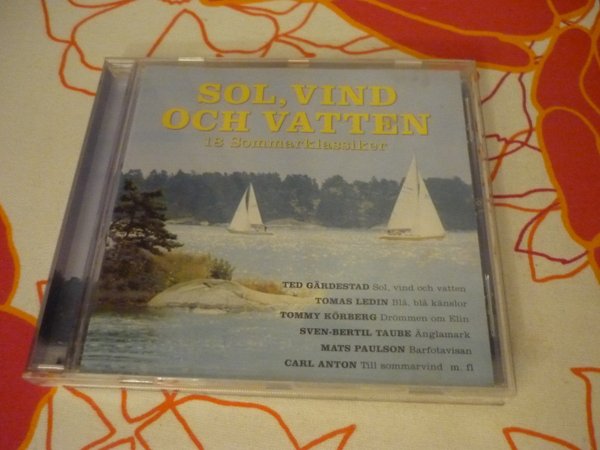 SOL, VIND
OCH VATTEN
18 Sommarklassiker
TED GÄRDESTAD Sol, vind och vatten
TOMAS LEDIN Blå, blå känslor
TOMMY KÖRBERG Drömmen om Elin
SVEN-BERTIL TAUBE Änglamark
MATS PAULSON Barfotavisan
CARL ANTON Till sommarvind m. fl